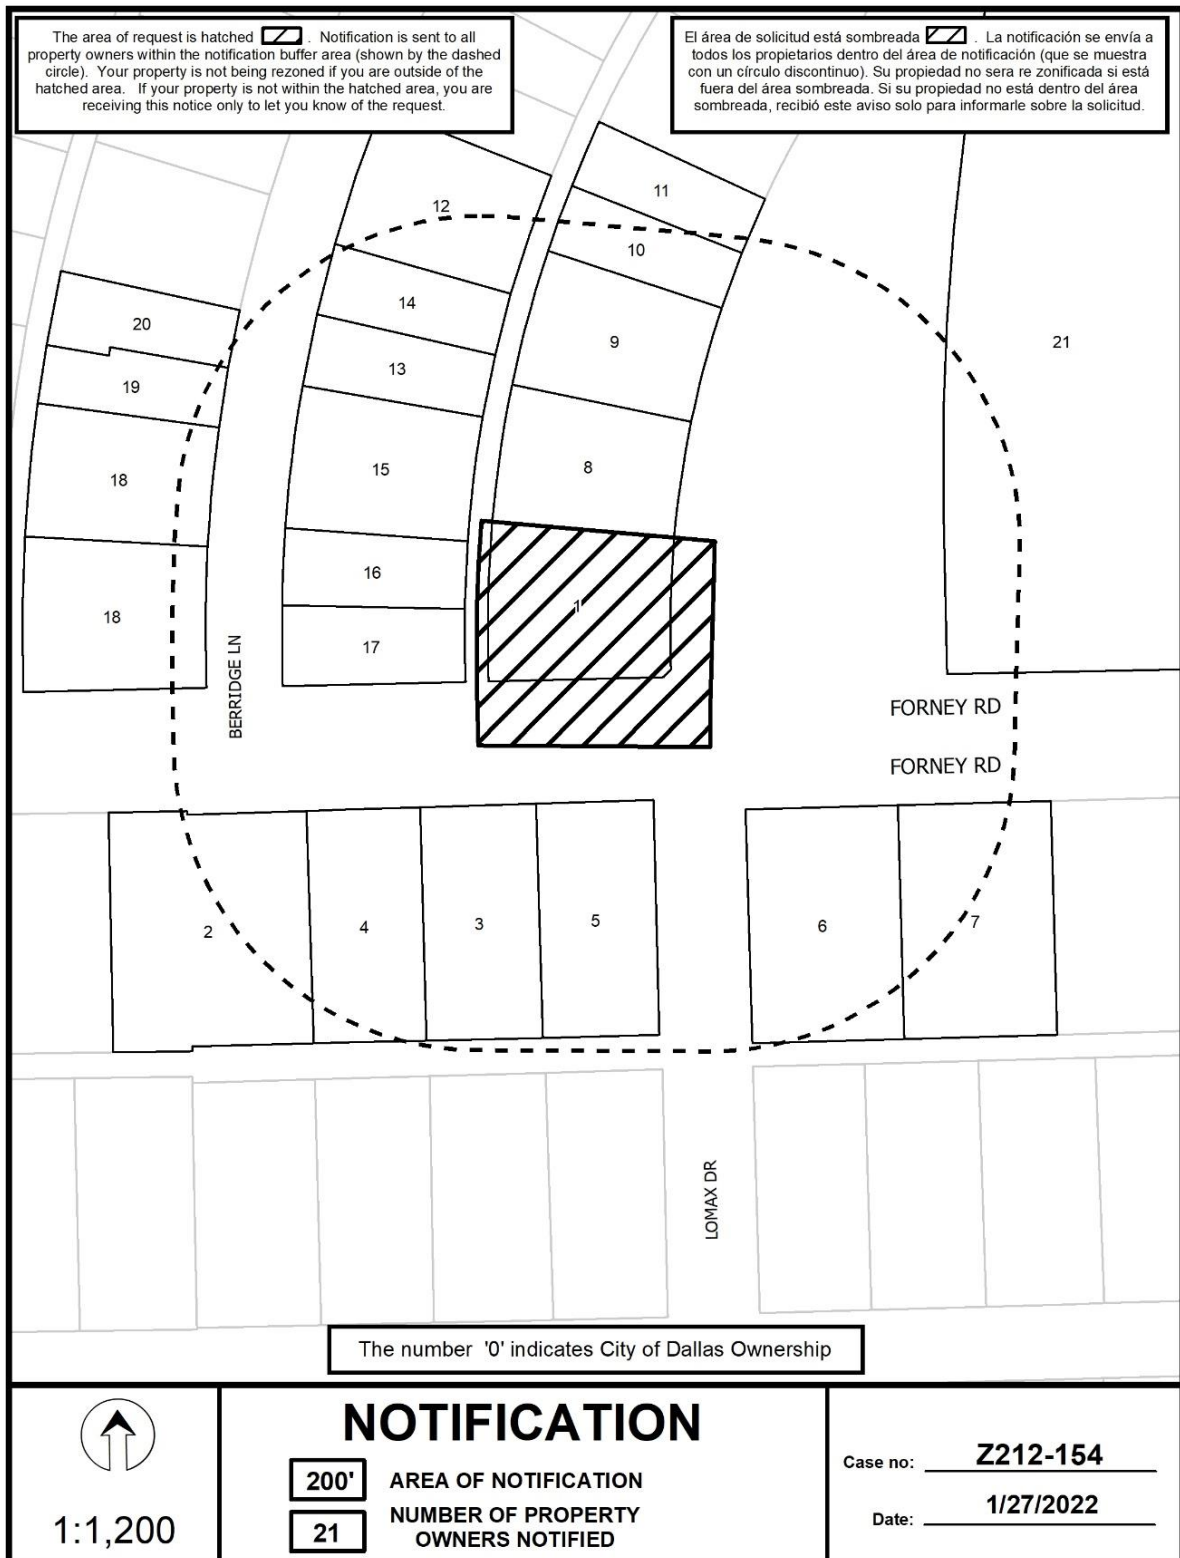 The area of request is hatched . Notification is sent to all
property owners within the notification buffer area (shown by the dashed
circle). Your property is not being rezoned if you are outside of the
hatched area. If your property is not within the hatched area, you are
receiving this notice only to let you know of the request.
El área de solicitud está sombreada . La notificación se envía a
todos los propietarios dentro del área de notificación (que se muestra
con un círculo discontinuo). Su propiedad no sera re zonificada si está
fuera del área sombreada. Si su propiedad no está dentro del área
sombreada, recibió este aviso solo para informarle sobre la solicitud.
11
12
10
14
20
9
21
13
19
8
15
18
16
1
18
17
BERRIDGE LN
FORNEY RD
FORNEY RD
2
4
3
5
6
7
LOMAX DR
The number '0' indicates City of Dallas Ownership
1:1,200
NOTIFICATION
200' AREA OF NOTIFICATION
21 NUMBER OF PROPERTY
OWNERS NOTIFIED
Case no: Z212-154
Date: 1/27/2022